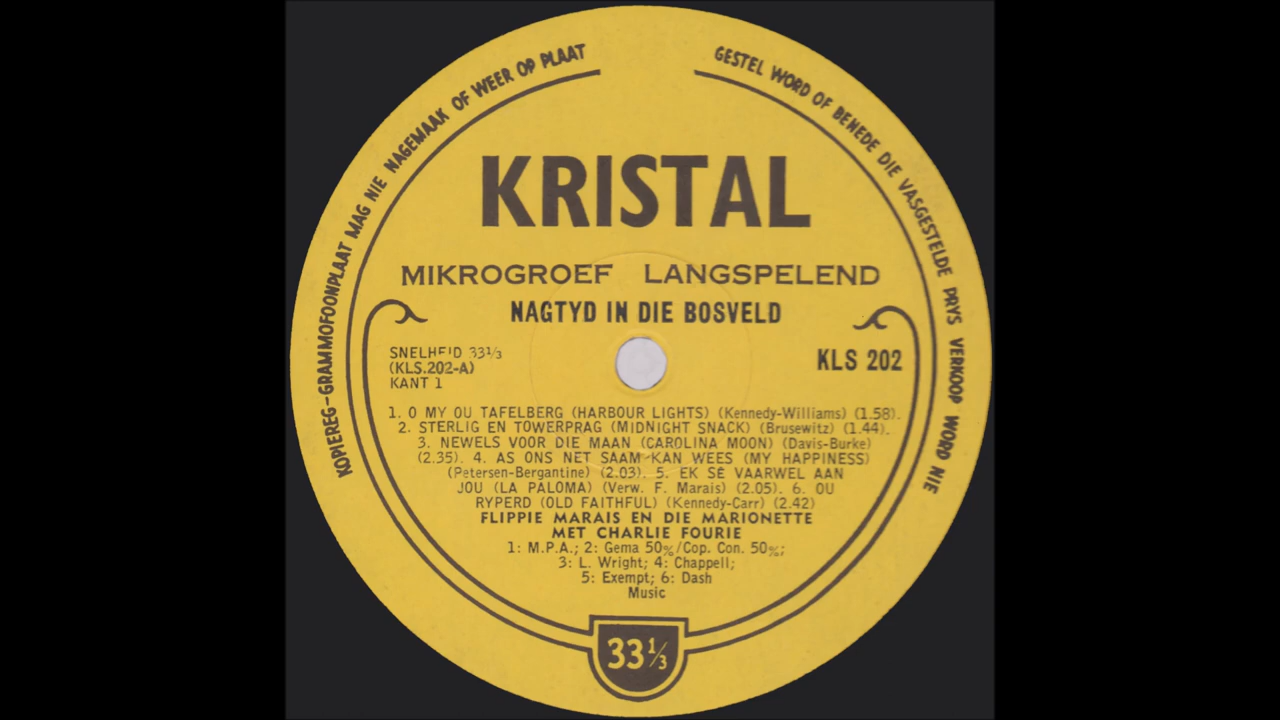 KOPIEREG-GRAMMOFOONPLAAT MAG NIE NAGEMAAK OF WEER OP PLAAT
GESTEL WORD OF BENEDE DIE VASGESTELDE PRYS VERKOOP WORD NIE
KRISTAL
MIKROGROEF LANGSPELEND
NAGTYD IN DIE BOSVELD
SNELHEID 33⅓
(KLS.202-A)
KANT 1
KLS 202
1. O MY OU TAFELBERG (HARBOUR LIGHTS) (Kennedy-Williams) (1.58).
2. STERLIG EN TOWERPRAG (MIDNIGHT SNACK) (Brusewitz) (1.44).
3. NEWELS VOOR DIE MAAN (CAROLINA MOON) (Davis-Burke)
(2.35). 4. AS ONS NET SAAM KAN WEES (MY HAPPINESS)
(Petersen-Bergantine) (2.03). 5. EK SÊ VAARWEL AAN
JOU (LA PALOMA) (Verw. F. Marais) (2.05). 6. OU
RYPERD (OLD FAITHFUL) (Kennedy-Carr) (2.42)
FLIPPIE MARAIS EN DIE MARIONETTE
MET CHARLIE FOURIE
1: M.P.A.; 2: Gema 50%/Cop. Con. 50%;
3: L. Wright; 4: Chappell;
5: Exempt; 6: Dash
Music
33⅓